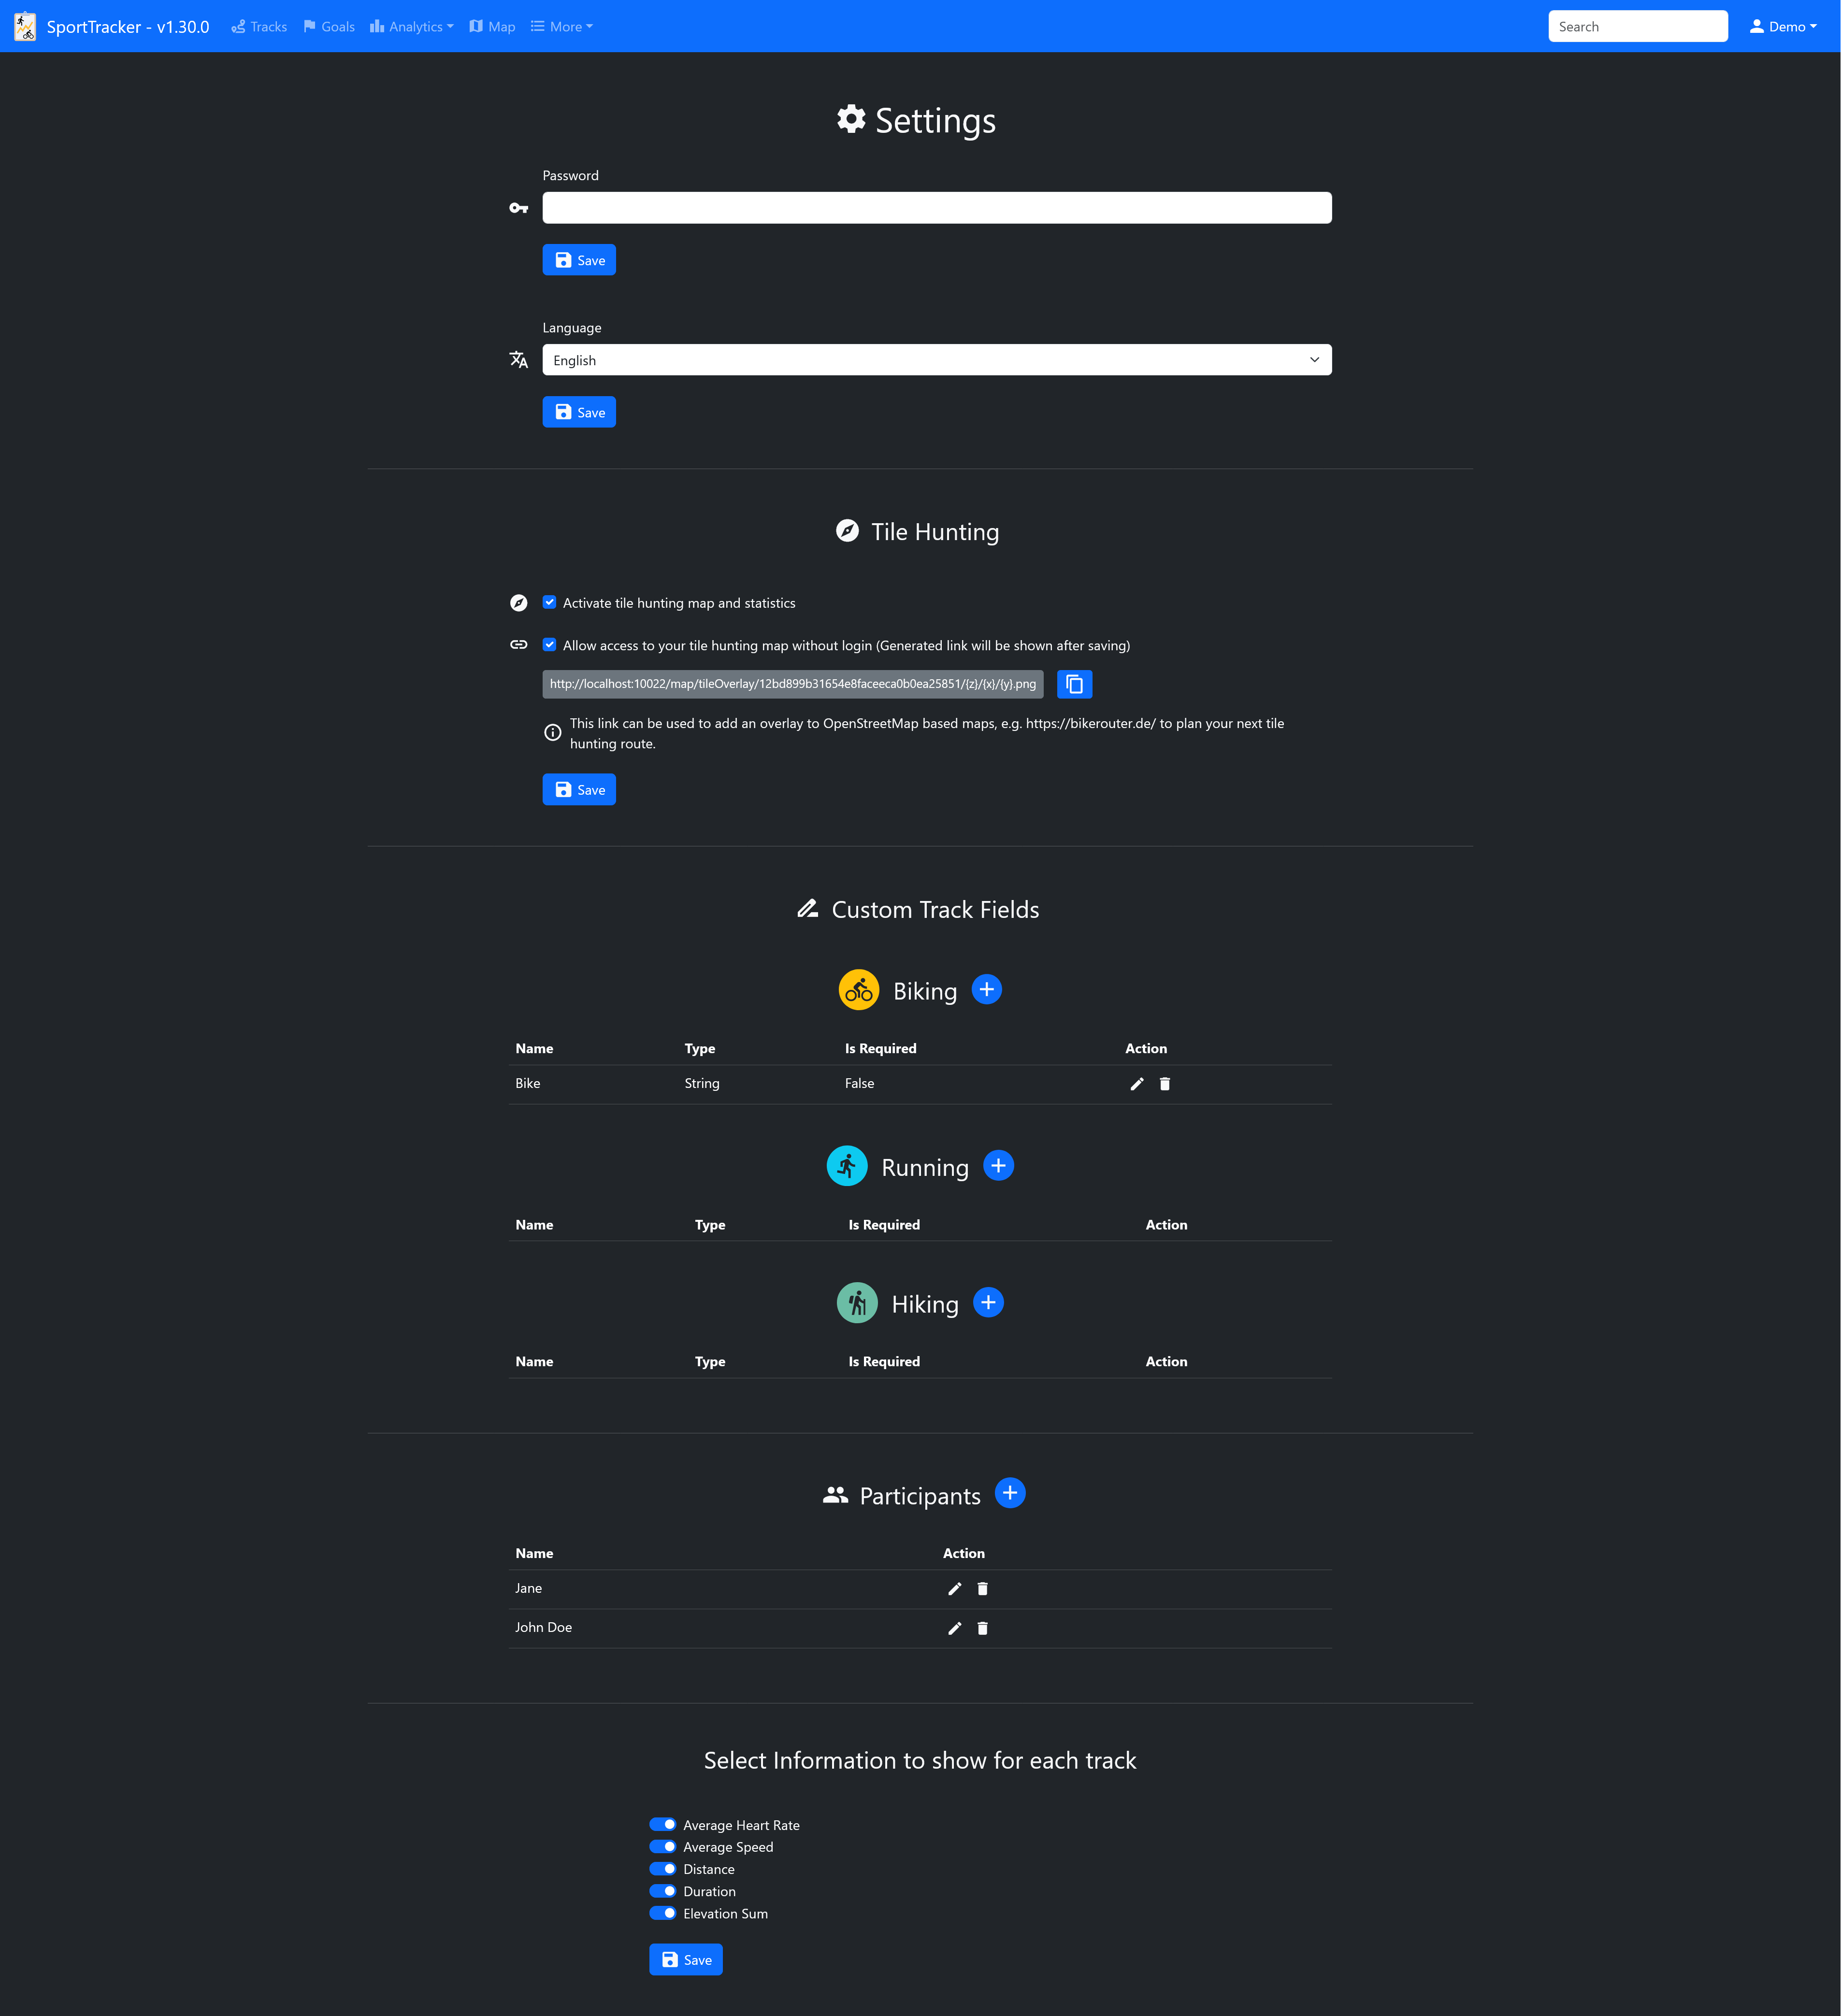 SportTracker - v1.30.0 Tracks Goals Analytics Map More Search Demo
Settings
Password
Save
Language
English
Save
Tile Hunting
Activate tile hunting map and statistics
Allow access to your tile hunting map without login (Generated link will be shown after saving)
http://localhost:10022/map/tileOverlay/12bd899b31654e8faceeca0b0ea25851/{z}/{x}/{y}.png
This link can be used to add an overlay to OpenStreetMap based maps, e.g. https://bikerouter.de/ to plan your next tile
hunting route.
Save
Custom Track Fields
Biking
Name Type Is Required Action
Bike String False
Running
Name Type Is Required Action
Hiking
Name Type Is Required Action
Participants
Name Action
Jane
John Doe
Select Information to show for each track
Average Heart Rate
Average Speed
Distance
Duration
Elevation Sum
Save